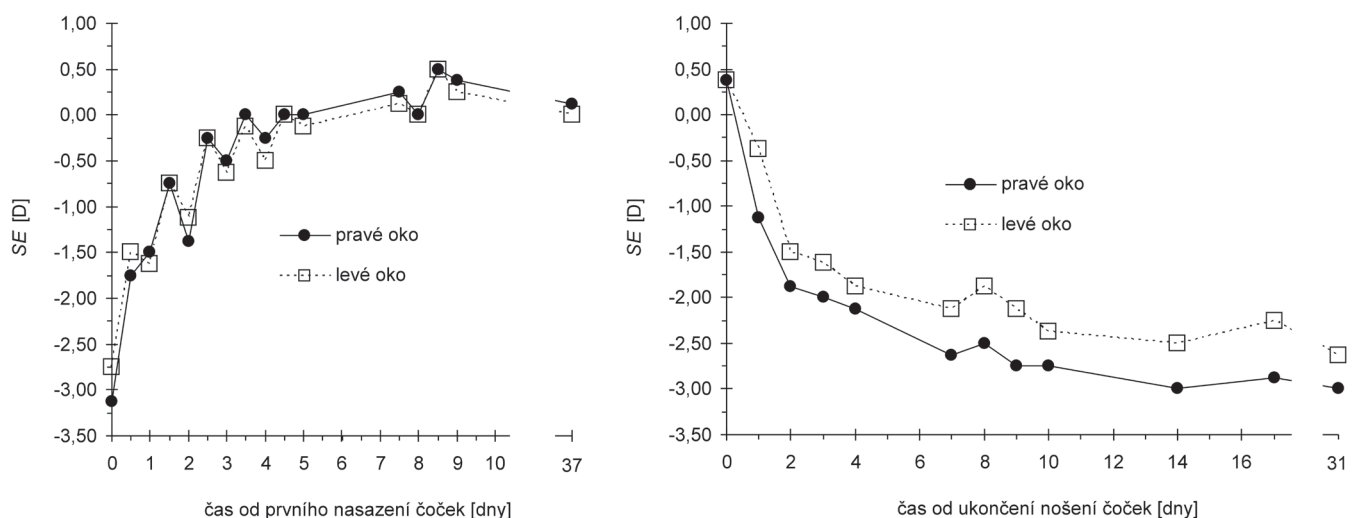 1,00
0,50
0,00
-0,50
-1,00
-1,50
-2,00
-2,50
-3,00
-3,50
SE [D]
pravé oko
levé oko
0 1 2 3 4 5 6 7 8 9 10 37
čas od prvního nasazení čoček [dny]
1,00
0,50
0,00
-0,50
-1,00
-1,50
-2,00
-2,50
-3,00
-3,50
SE [D]
pravé oko
levé oko
0 2 4 6 8 10 12 14 16 31
čas od ukončení nošení čoček [dny]